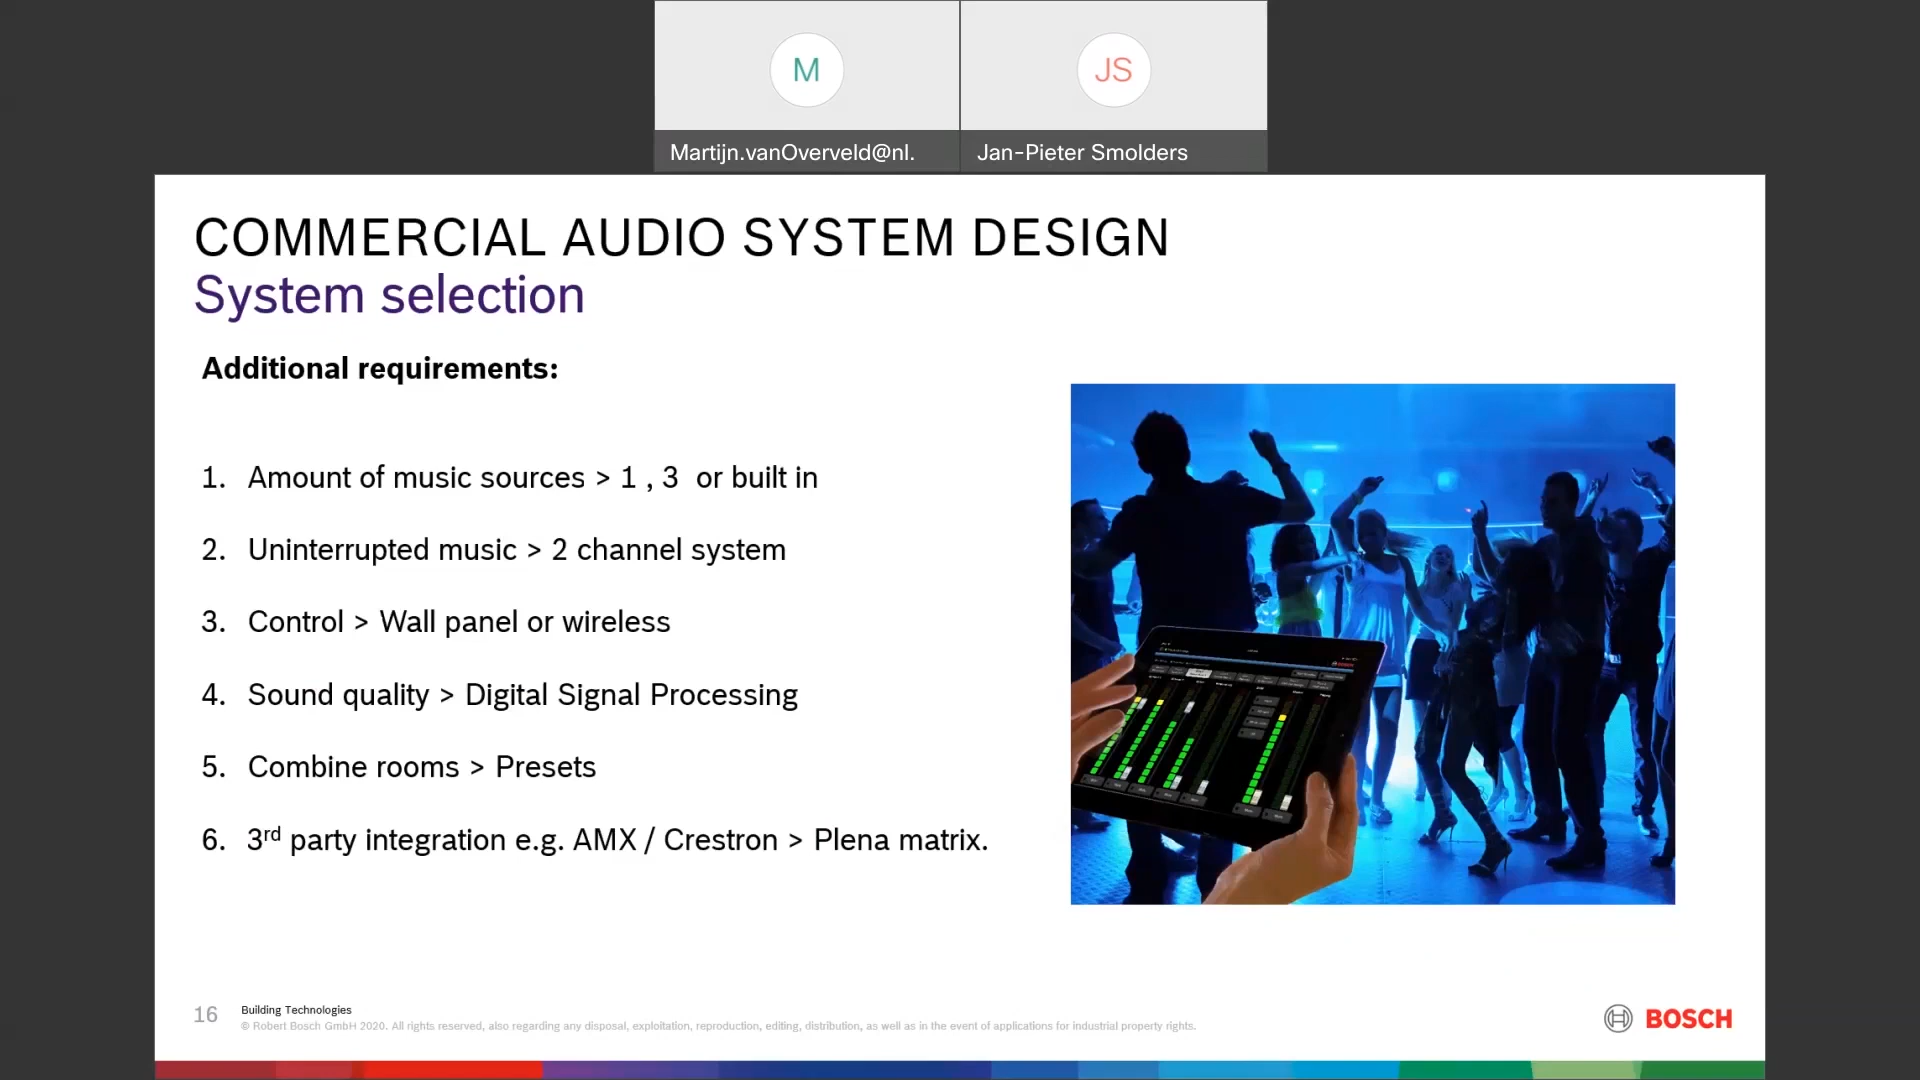 M
JS
Martijn.vanOverveld@nl.
Jan-Pieter Smolders
COMMERCIAL AUDIO SYSTEM DESIGN
System selection
Additional requirements:
1. Amount of music sources > 1 , 3 or built in
2. Uninterrupted music > 2 channel system
3. Control > Wall panel or wireless
4. Sound quality > Digital Signal Processing
5. Combine rooms > Presets
6. 3rd party integration e.g. AMX / Crestron > Plena matrix.
16
Building Technologies
© Robert Bosch GmbH 2020. All rights reserved, also regarding any disposal, exploitation, reproduction, editing, distribution, as well as in the event of applications for industrial property rights.
BOSCH